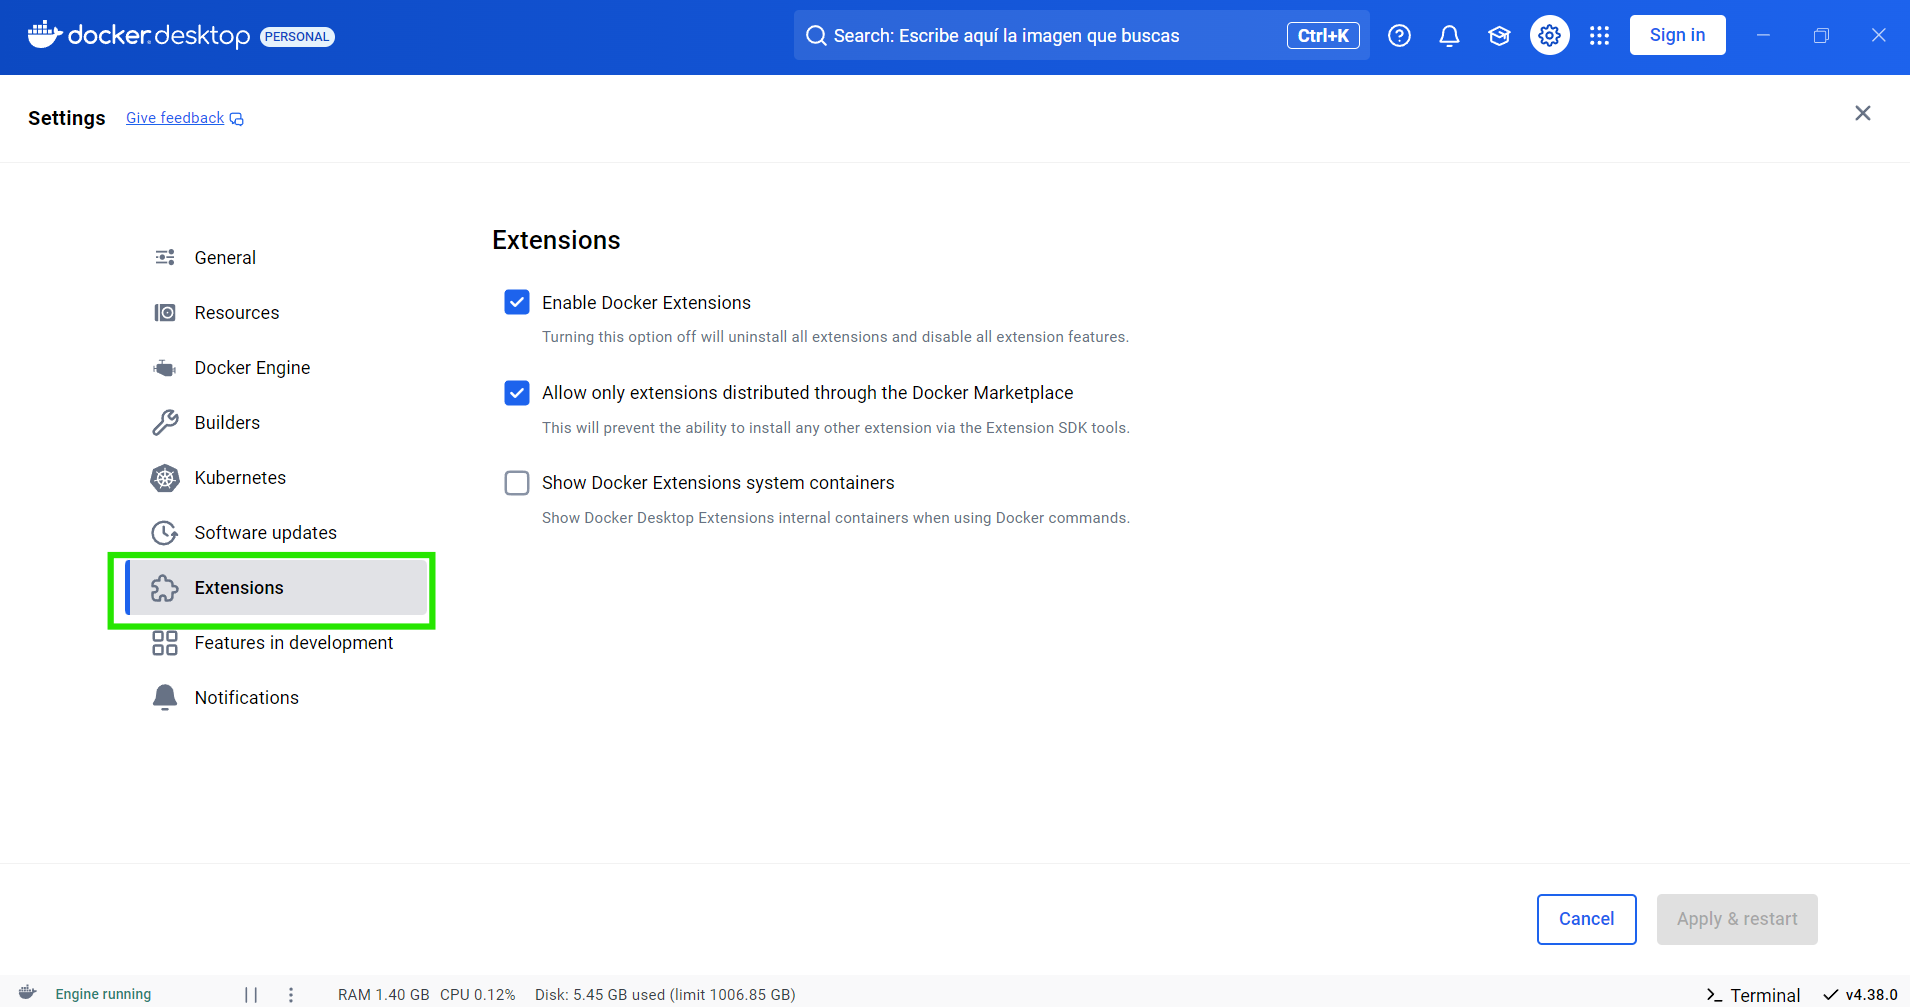 docker.desktop PERSONAL
Search: Escribe aquí la imagen que buscas Ctrl+K
Sign in
Settings Give feedback
General
Resources
Docker Engine
Builders
Kubernetes
Software updates
Extensions
Features in development
Notifications
Extensions
Enable Docker Extensions
Turning this option off will uninstall all extensions and disable all extension features.
Allow only extensions distributed through the Docker Marketplace
This will prevent the ability to install any other extension via the Extension SDK tools.
Show Docker Extensions system containers
Show Docker Desktop Extensions internal containers when using Docker commands.
Cancel Apply & restart
Engine running RAM 1.40 GB CPU 0.12% Disk: 5.45 GB used (limit 1006.85 GB) >_ Terminal v4.38.0